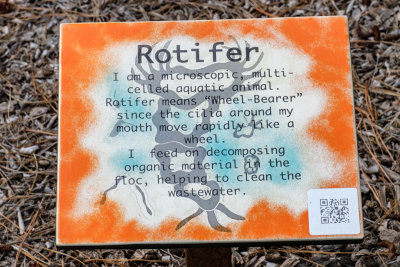 Rotifer
I am a microscopic, multi-
celled aquatic animal.
Rotifer means "Wheel-Bearer"
since the cilia around my
mouth move rapidly like a
wheel.
I feed on decomposing
organic material in the
floc, helping to clean the
wastewater.